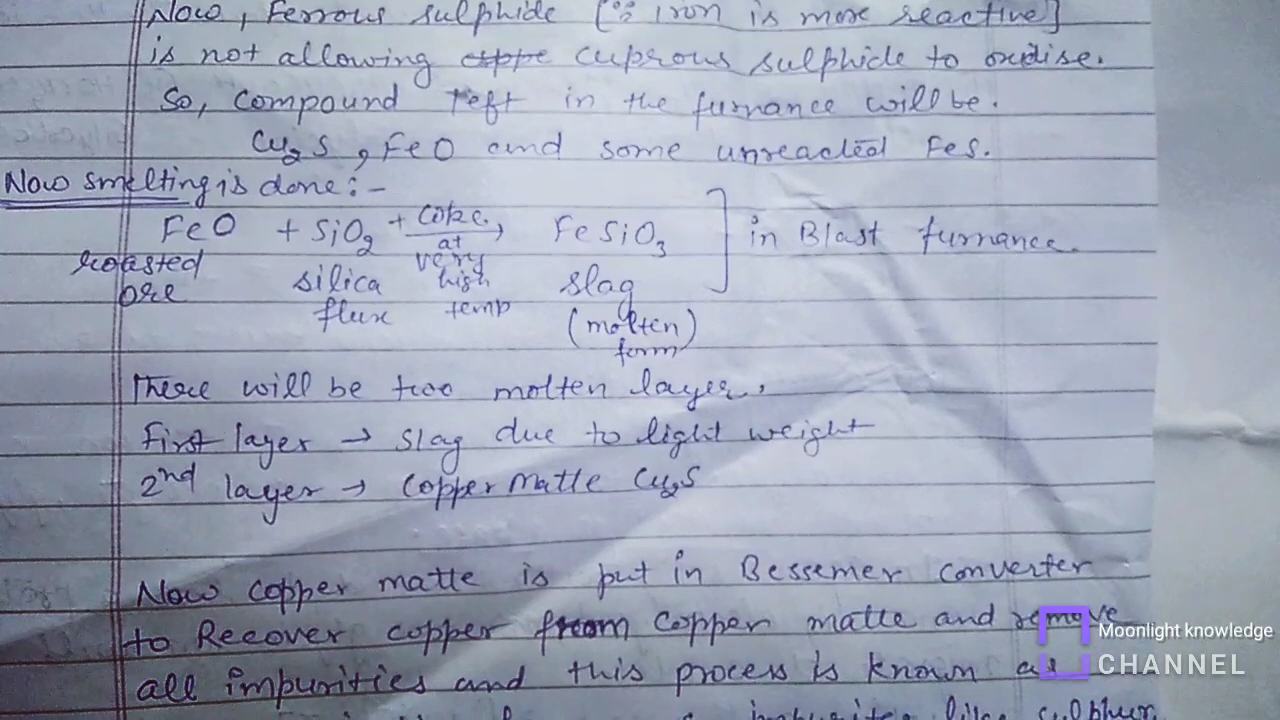 Now, Ferrous sulphide [∵ Iron is more reactive]
is not allowing cuprous sulphide to oxidise.
So, compound left in the furnance will be.
Cu₂S, FeO and some unreacted FeS.
Now smelting is done:-
FeO + SiO₂ + Coke → FeSiO₃ ] in Blast furnance.
at
roasted silica very slag
ore flux high (molten
temp form)
There will be two molten layer,
First layer → slag due to light weight
2nd layer → copper matte Cu₂S
Now copper matte is put in Bessemer converter
to Recover copper from copper matte and remove
all impurities and this process is known as
impurities like sulphur
Moonlight knowledge
CHANNEL